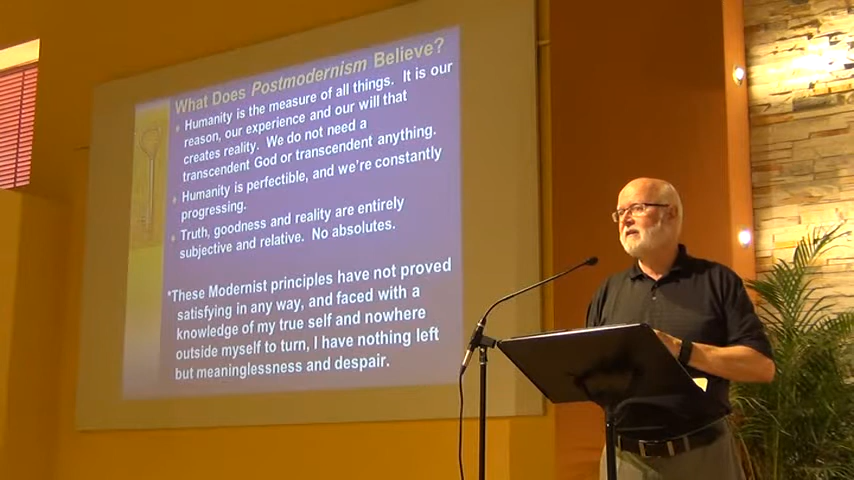 What Does Postmodernism Believe?
• Humanity is the measure of all things. It is our
reason, our experience and our will that
creates reality. We do not need a
transcendent God or transcendent anything.
• Humanity is perfectible, and we're constantly
progressing.
• Truth, goodness and reality are entirely
subjective and relative. No absolutes.
*These Modernist principles have not proved
satisfying in any way, and faced with a
knowledge of my true self and nowhere
outside myself to turn, I have nothing left
but meaninglessness and despair.